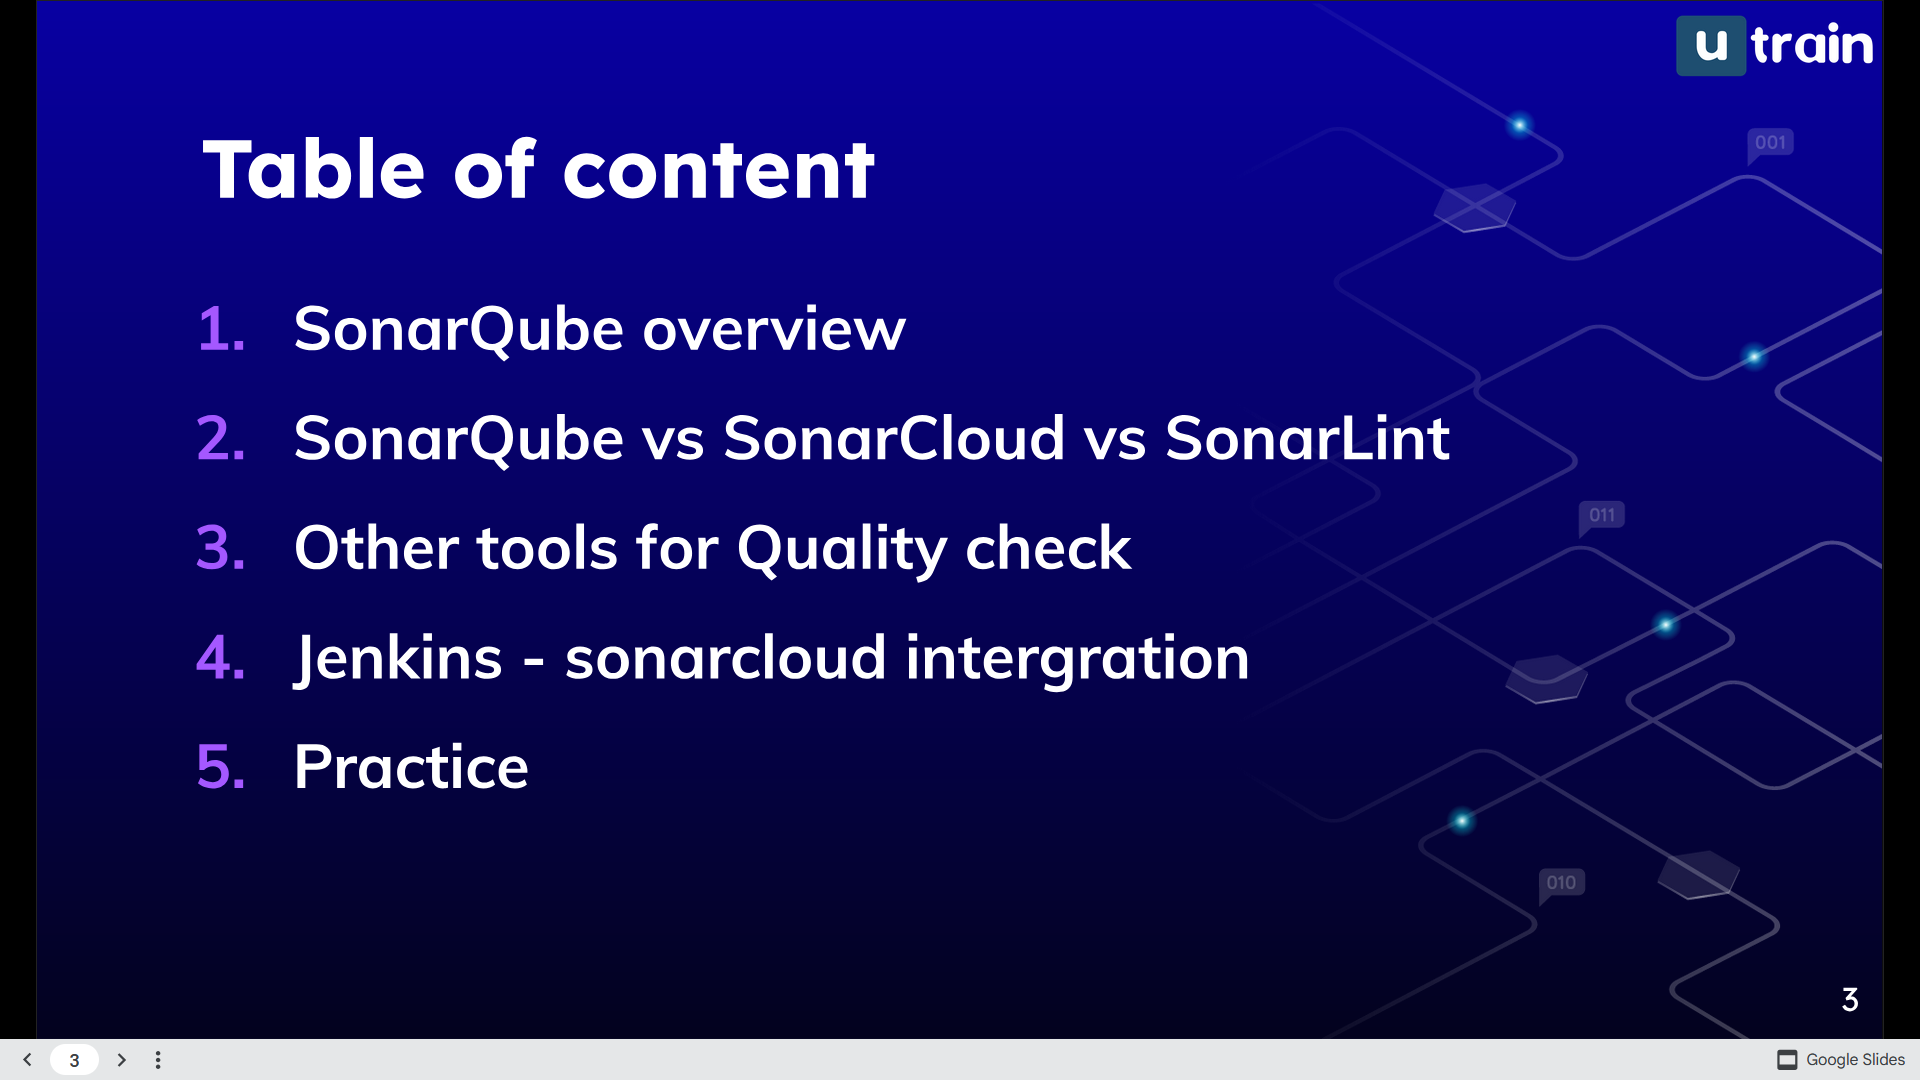 u train
Table of content
001
1. SonarQube overview
2. SonarQube vs SonarCloud vs SonarLint
011
3. Other tools for Quality check
4. Jenkins - sonarcloud intergration
5. Practice
010
3
3
Google Slides